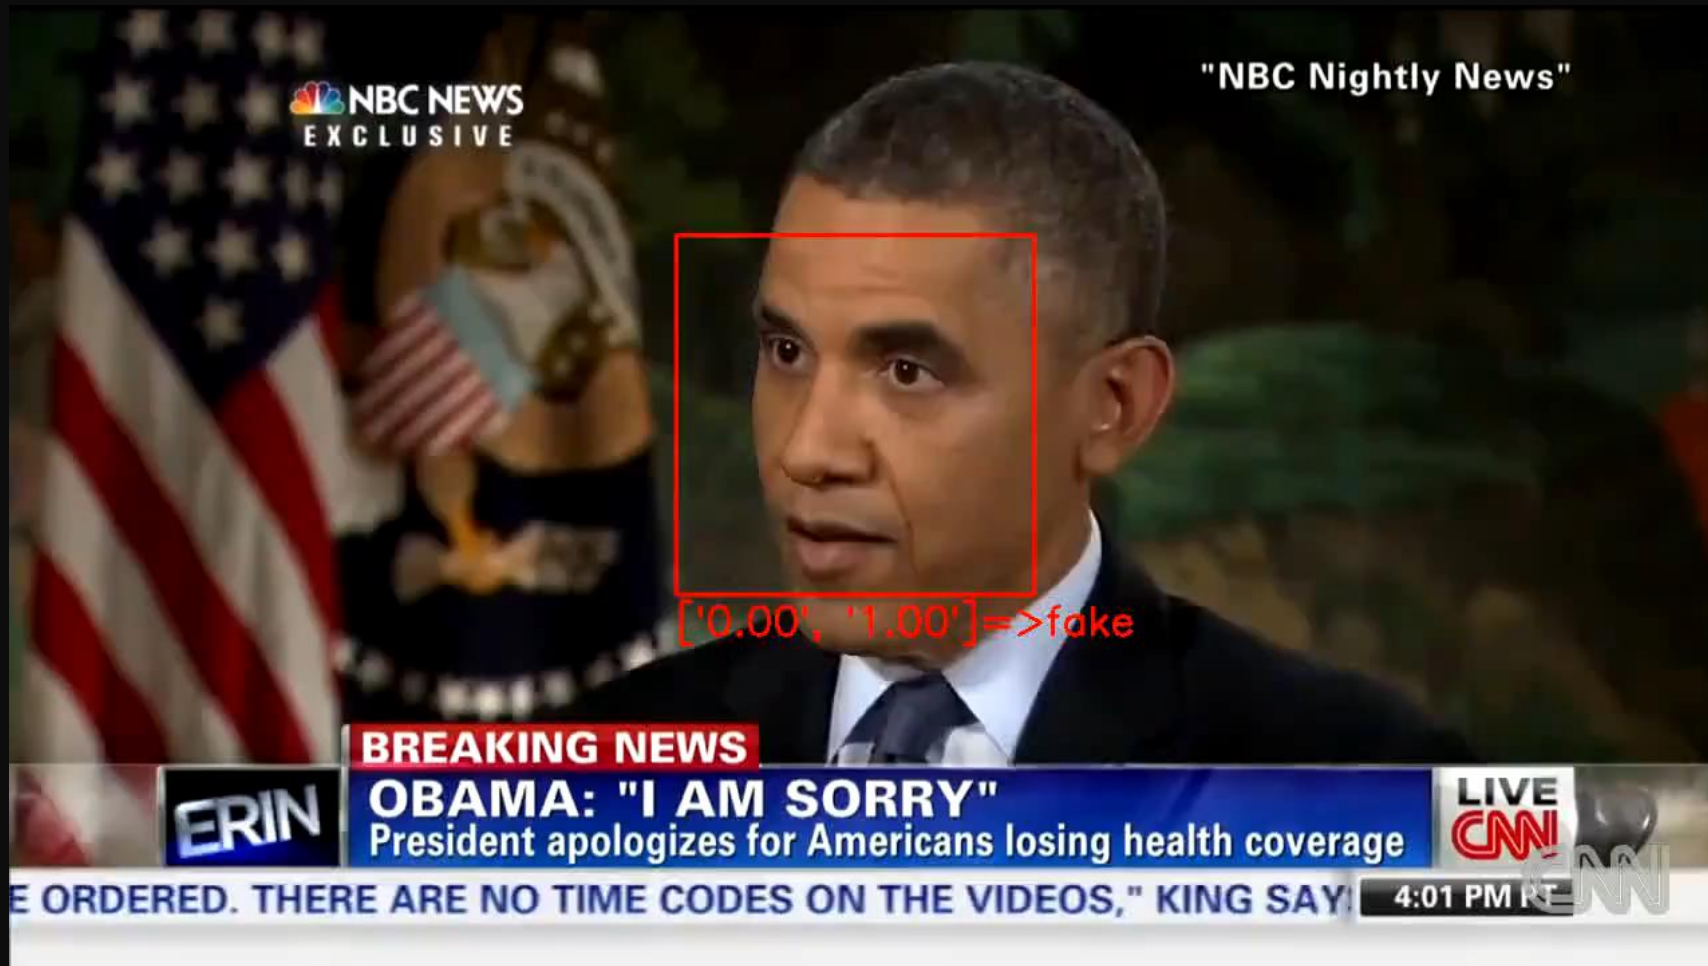 NBC NEWS
EXCLUSIVE
"NBC Nightly News"
['0.00', '1.00']=>fake
BREAKING NEWS
ERIN
OBAMA: "I AM SORRY"
President apologizes for Americans losing health coverage
LIVE
CNN
E ORDERED. THERE ARE NO TIME CODES ON THE VIDEOS," KING SAY
4:01 PM PT
CNN